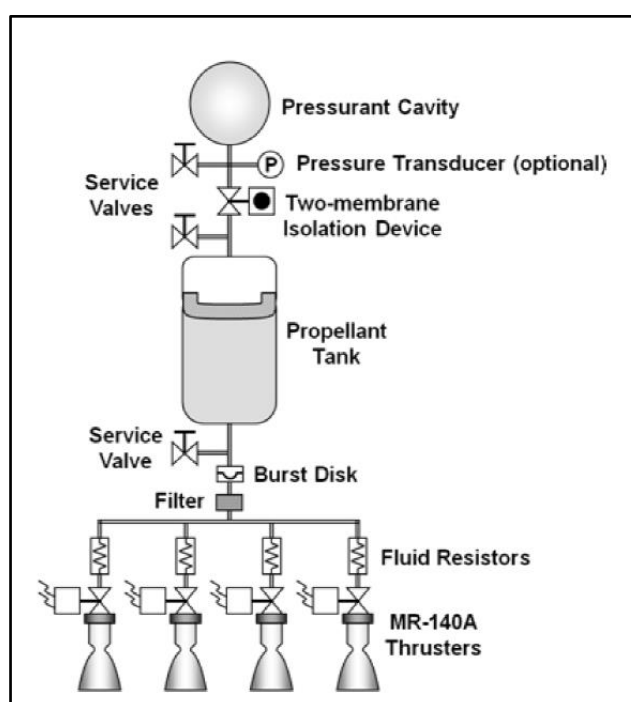 Pressurant Cavity
P
Pressure Transducer (optional)
Service
Valves
Two-membrane
Isolation Device
Propellant
Tank
Service
Valve
Burst Disk
Filter
Fluid Resistors
MR-140A
Thrusters